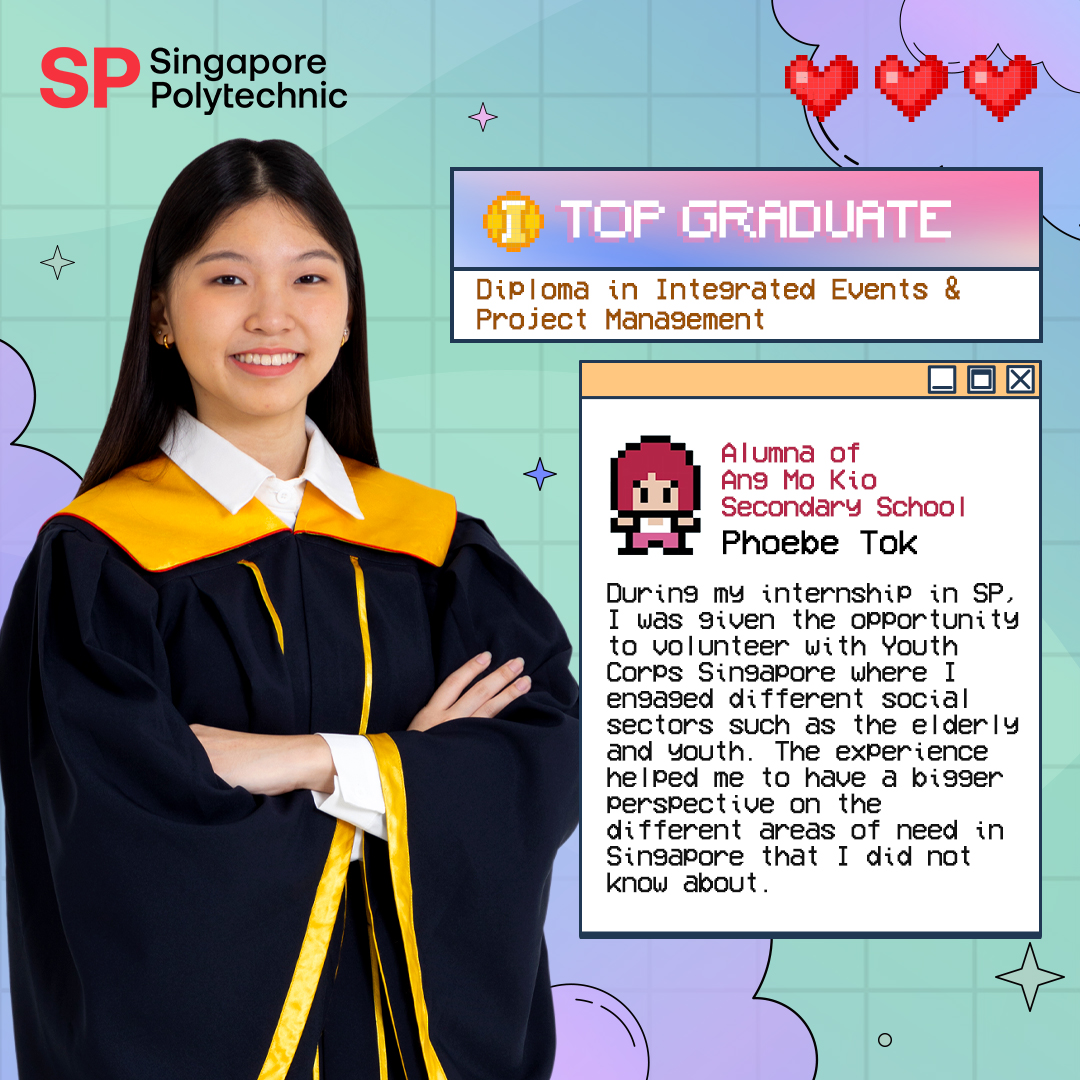 SP Singapore
Polytechnic
TOP GRADUATE
Diploma in Integrated Events &
Project Management
Alumna of
Ang Mo Kio
Secondary School
Phoebe Tok
During my internship in SP,
I was given the opportunity
to volunteer with Youth
Corps Singapore where I
engaged different social
sectors such as the elderly
and youth. The experience
helped me to have a bigger
perspective on the
different areas of need in
Singapore that I did not
know about.